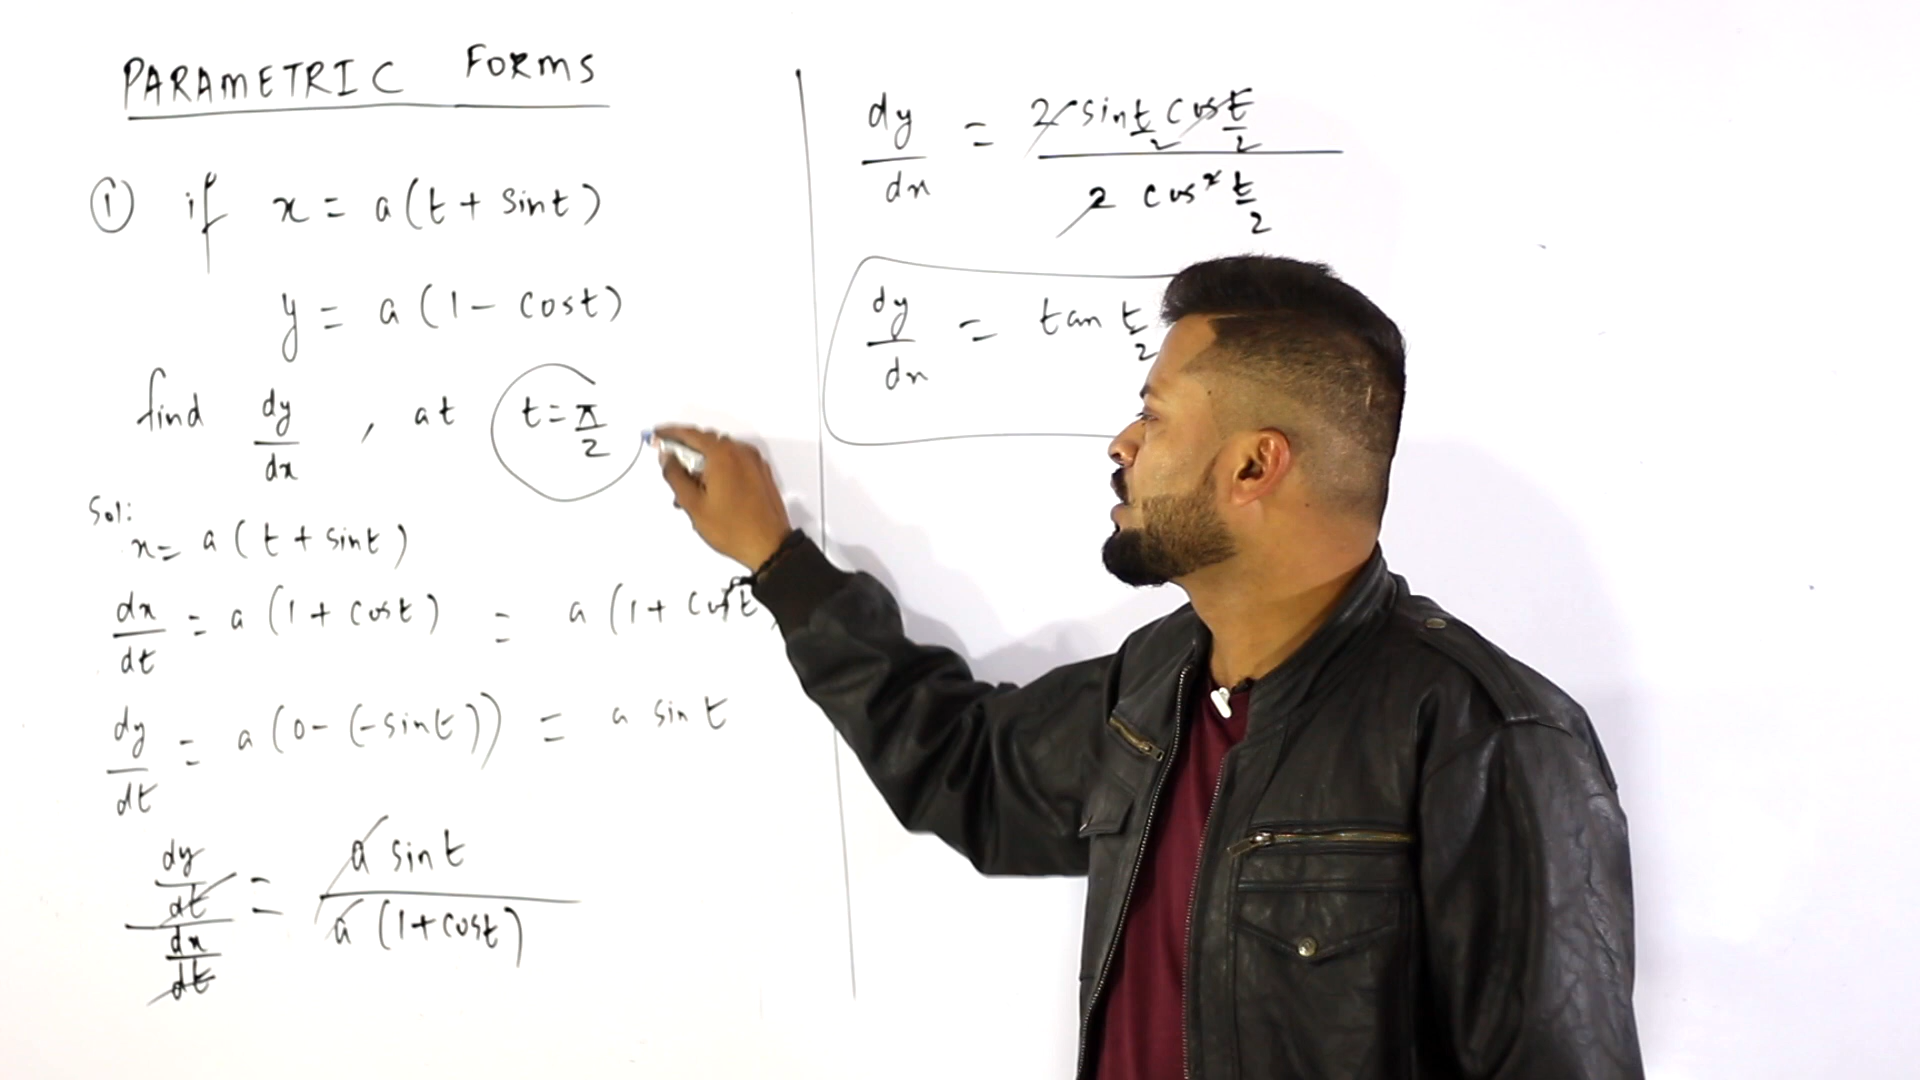 PARAMETRIC FORMS
① if x = a(t + sint)
y = a(1 - cost)
find dy/dx , at t = π/2
Sol:
x = a(t + sint)
dx/dt = a(1 + cost) = a(1 + cost
dy/dt = a(0 - (-sint)) = a sint
(dy/dt)/(dx/dt) = a sint / a(1 + cost)
dy/dx = 2 sin t/2 cos t/2 / 2 cos² t/2
dy/dx = tan t/2